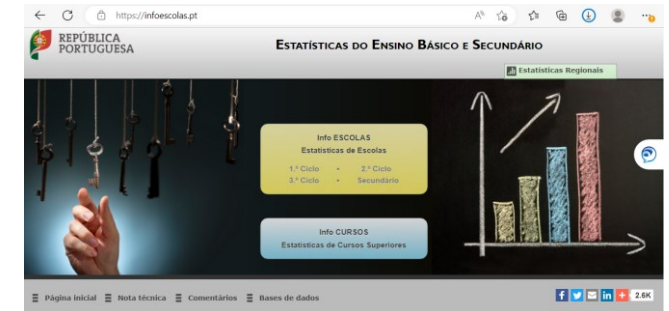 https://infoescolas.pt
REPÚBLICA
PORTUGUESA
ESTATÍSTICAS DO ENSINO BÁSICO E SECUNDÁRIO
Estatísticas Regionais
Info ESCOLAS
Estatísticas de Escolas
1.º Ciclo • 2.º Ciclo
3.º Ciclo • Secundário
Info CURSOS
Estatísticas de Cursos Superiores
Página inicial Nota técnica Comentários Bases de dados
f in + 2.6K